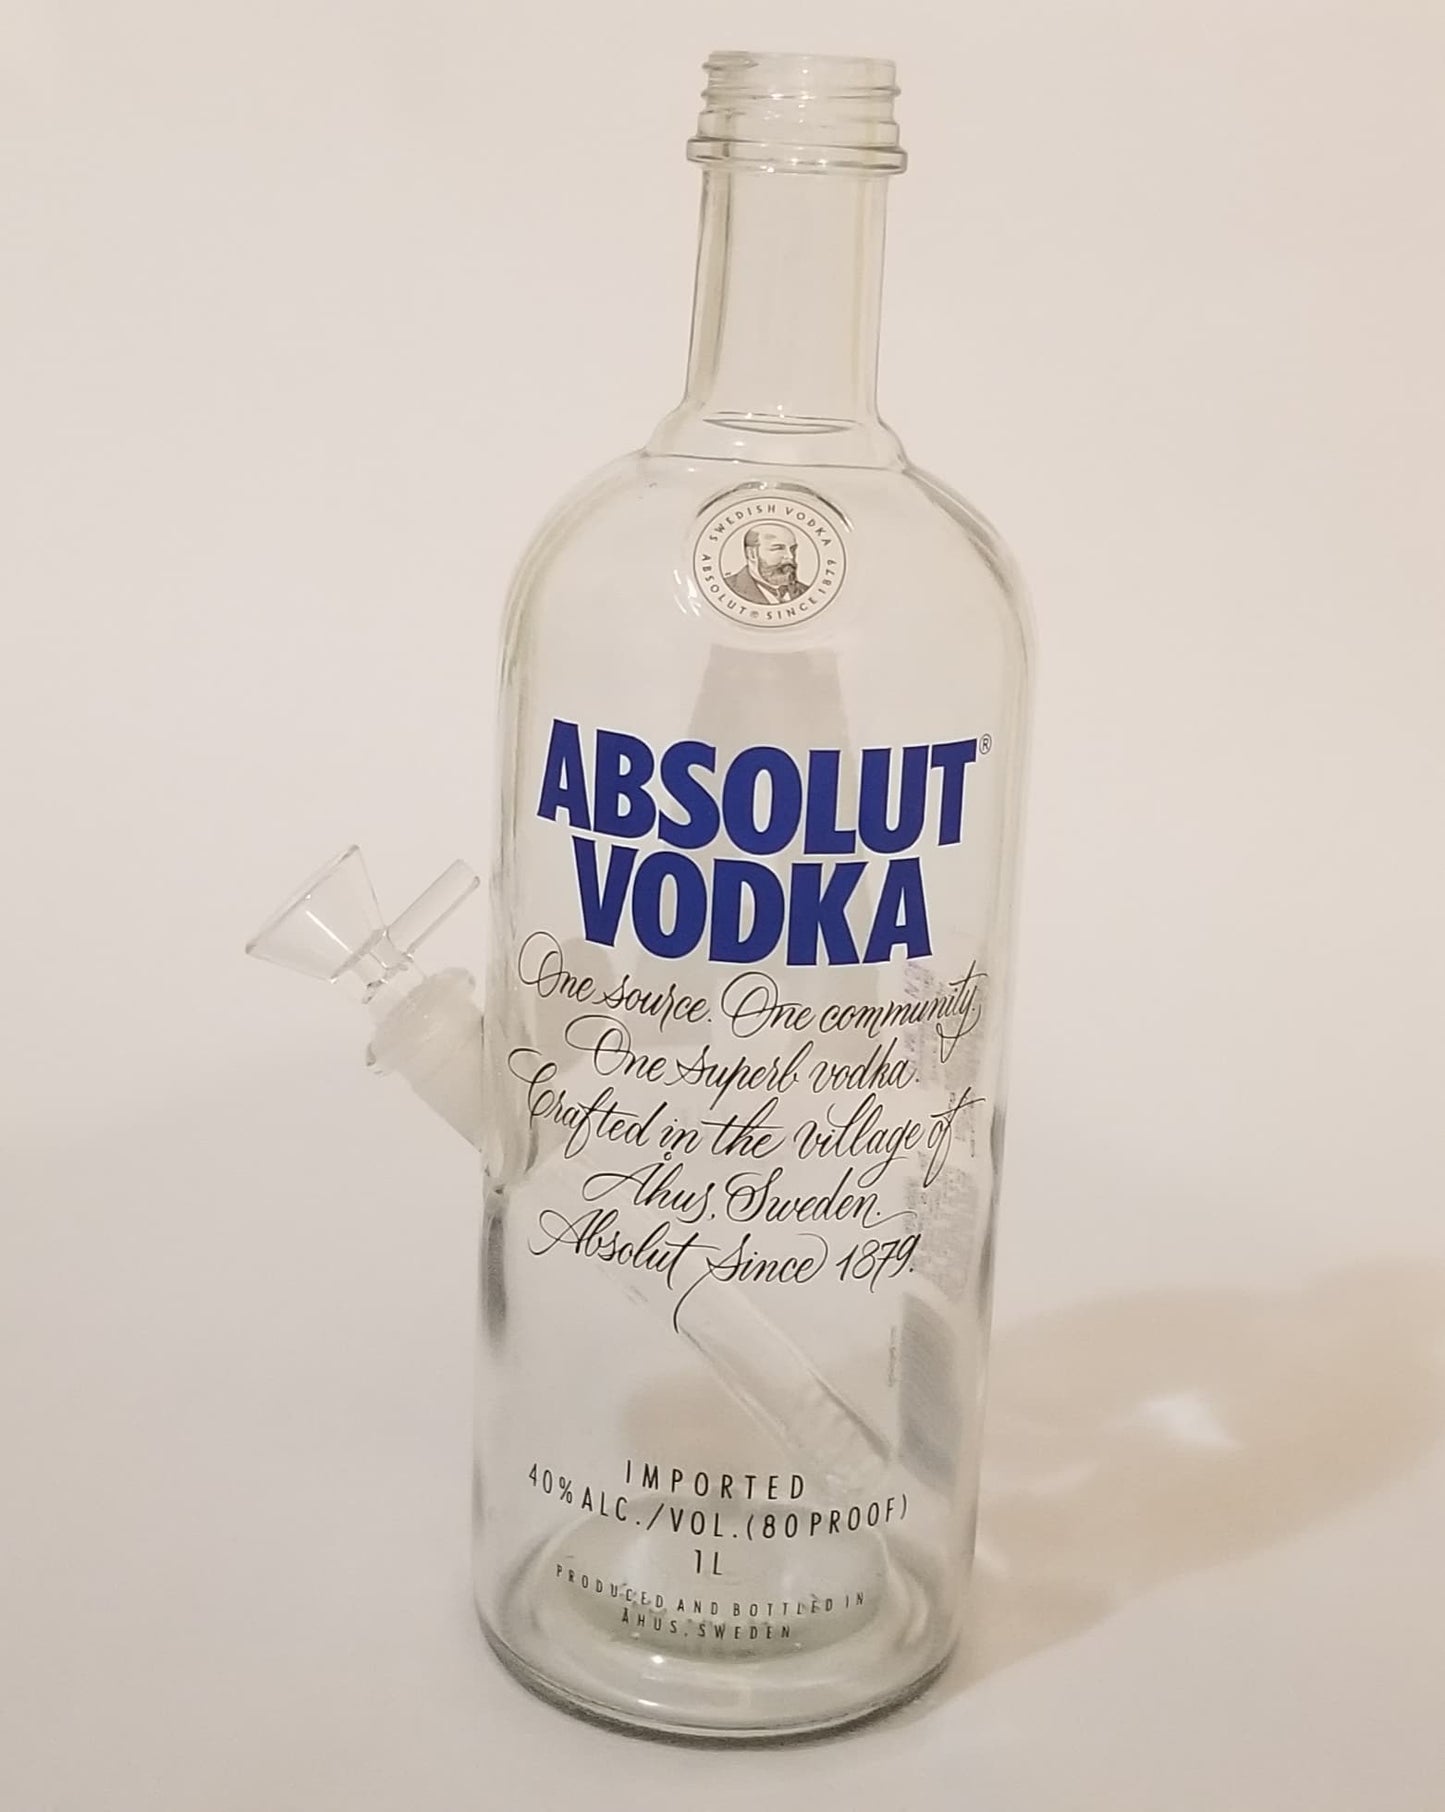 SWEDISH VODKA
ABSOLUT® SINCE 1879
ABSOLUT®
VODKA
One source. One community.
One superb vodka.
Crafted in the village of
Åhus, Sweden.
Absolut Since 1879.
IMPORTED
40% ALC./VOL. (80 PROOF)
1L
PRODUCED AND BOTTLED IN
ÅHUS, SWEDEN